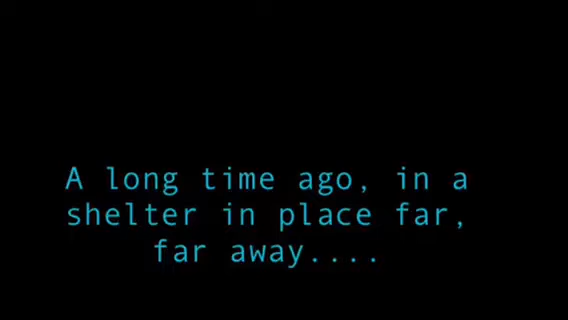 A long time ago, in a
shelter in place far,
far away....